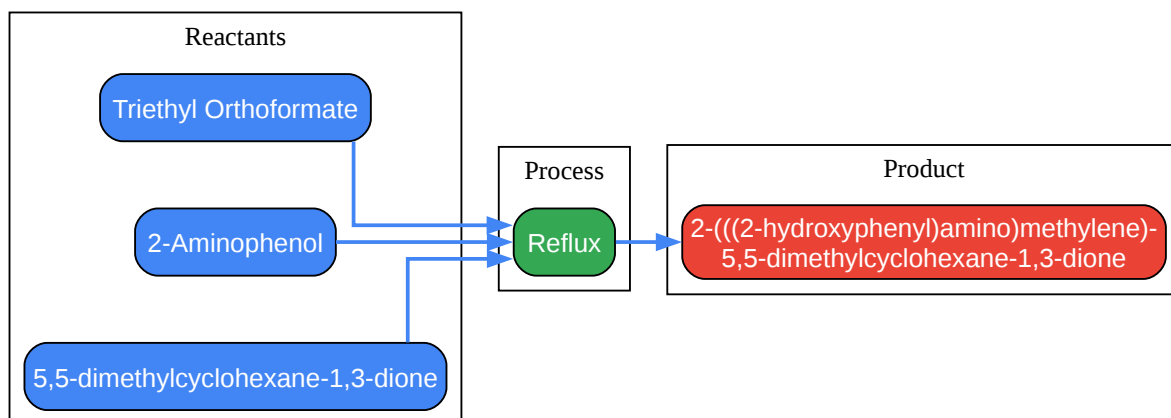 Reactants
Triethyl Orthoformate
2-Aminophenol
5,5-dimethylcyclohexane-1,3-dione
Process
Reflux
Product
2-(((2-hydroxyphenyl)amino)methylene)-
5,5-dimethylcyclohexane-1,3-dione